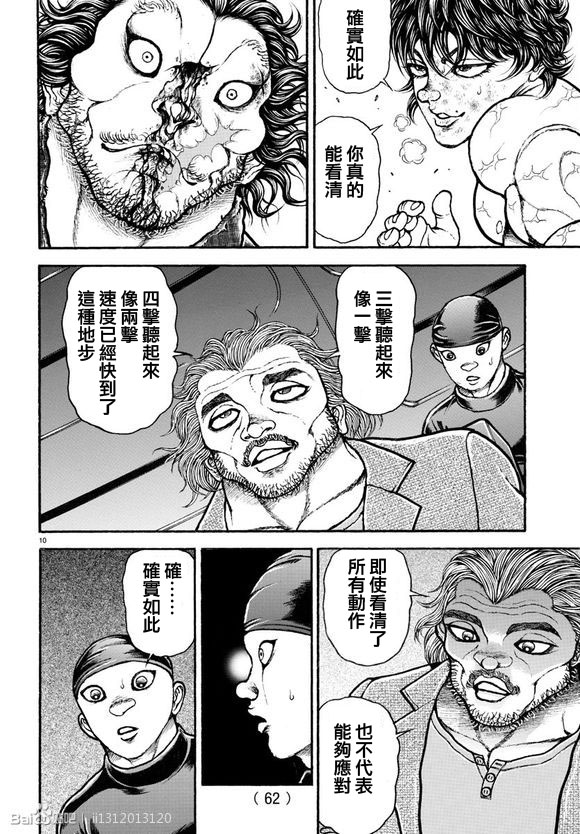 確實如此
你真的
能看清
三擊聽起來
像一擊
四擊聽起來
像兩擊
速度已經快到了
這種地步
10
即使看清了
所有動作
也不代表
能夠應對
確……
確實如此
（62）
Bai
吧 | ii1312013120